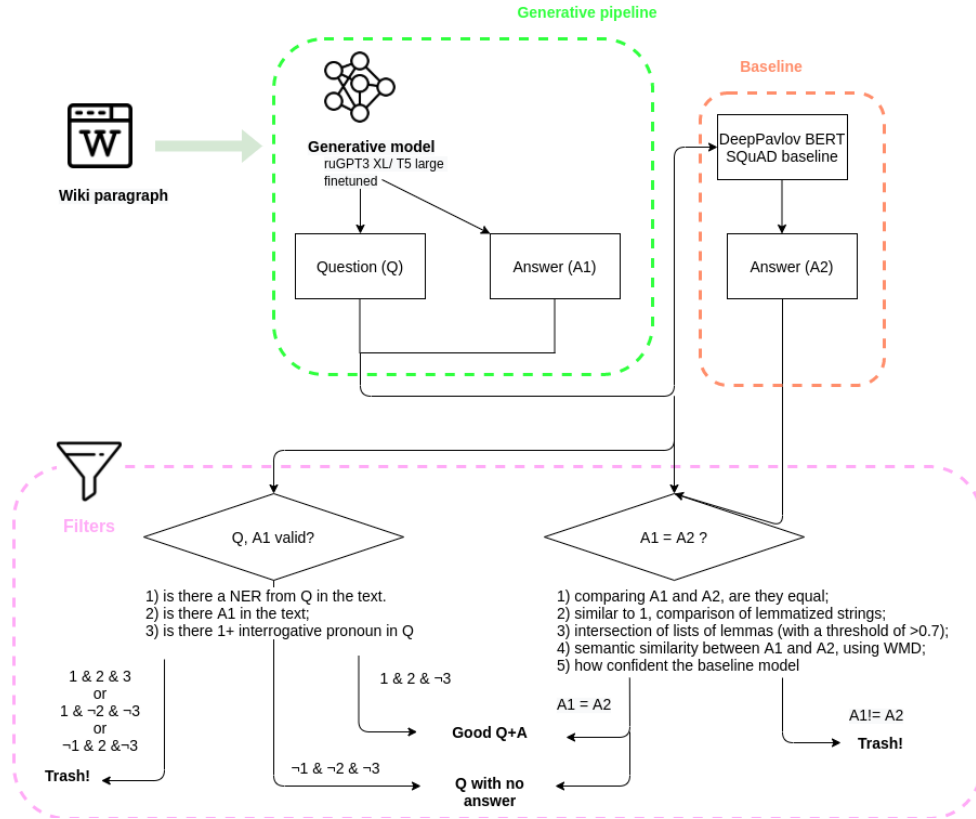 Generative pipeline
Baseline
W
Wiki paragraph
Generative model
ruGPT3 XL/ T5 large
finetuned
Question (Q)
Answer (A1)
DeepPavlov BERT
SQuAD baseline
Answer (A2)
Filters
Q, A1 valid?
1) is there a NER from Q in the text.
2) is there A1 in the text;
3) is there 1+ interrogative pronoun in Q
A1 = A2 ?
1) comparing A1 and A2, are they equal;
2) similar to 1, comparison of lemmatized strings;
3) intersection of lists of lemmas (with a threshold of >0.7);
4) semantic similarity between A1 and A2, using WMD;
5) how confident the baseline model
1 & 2 & 3
or
1 & ¬2 & ¬3
or
¬1 & 2 &¬3
Trash!
1 & 2 & ¬3
Good Q+A
¬1 & ¬2 & ¬3
Q with no
answer
A1 = A2
A1!= A2
Trash!